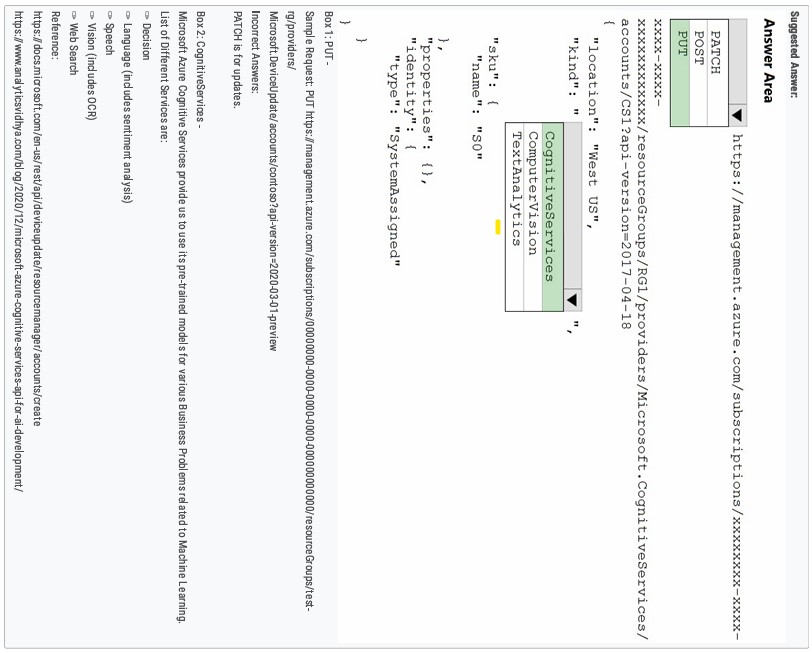 Suggested Answer:
Answer Area
https://management.azure.com/subscriptions/xxxxxxxx-xxxx-
PATCH
POST
PUT
xxxx-xxxx-
xxxxxxxxxxxx/resourceGroups/RG1/providers/Microsoft.CognitiveServices/
accounts/CS1?api-version=2017-04-18
{
"location": "West US",
"kind": " ",
CognitiveServices
ComputerVision
TextAnalytics
"sku": {
"name": "S0"
},
"properties": {},
"identity": {
"type": "SystemAssigned"
}
}
Box 1: PUT -
Sample Request: PUT https://management.azure.com/subscriptions/00000000-0000-0000-0000-000000000000/resourceGroups/test-
rg/providers/
Microsoft.DeviceUpdate/accounts/contoso?api-version=2020-03-01-preview
Incorrect Answers:
PATCH is for updates.
Box 2: CognitiveServices -
Microsoft Azure Cognitive Services provide us to use its pre-trained models for various Business Problems related to Machine Learning.
List of Different Services are:
✑ Decision
✑ Language (includes sentiment analysis)
✑ Speech
✑ Vision (includes OCR)
✑ Web Search
Reference:
https://docs.microsoft.com/en-us/rest/api/deviceupdate/resourcemanager/accounts/create
https://www.analyticsvidhya.com/blog/2020/12/microsoft-azure-cognitive-services-api-for-ai-development/